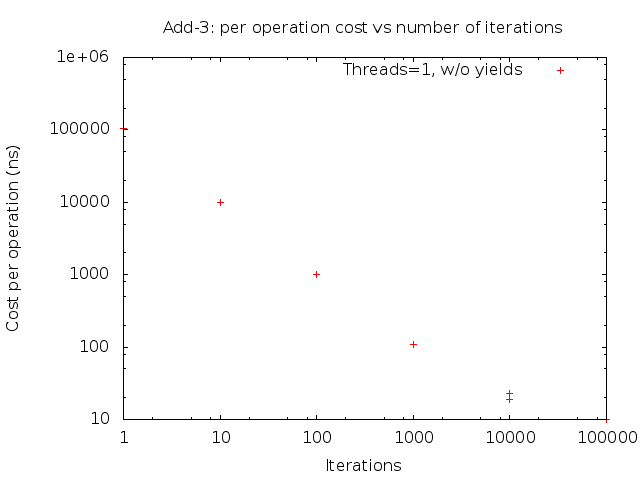 Add-3: per operation cost vs number of iterations
Threads=1, w/o yields
Cost per operation (ns)
1e+06
100000
10000
1000
100
10
1 10 100 1000 10000 100000
Iterations